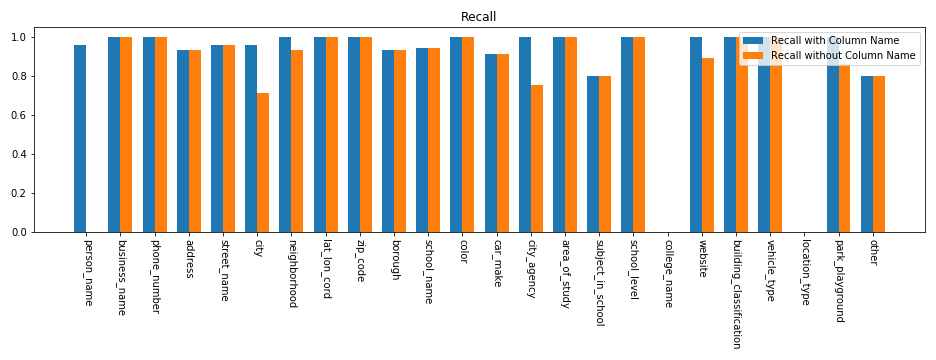 Recall
Recall with Column Name
Recall without Column Name
1.0
0.8
0.6
0.4
0.2
0.0
person_name
business_name
phone_number
address
street_name
city
neighborhood
lat_lon_cord
zip_code
borough
school_name
color
car_make
city_agency
area_of_study
subject_in_school
school_level
college_name
website
building_classification
vehicle_type
location_type
park_playground
other